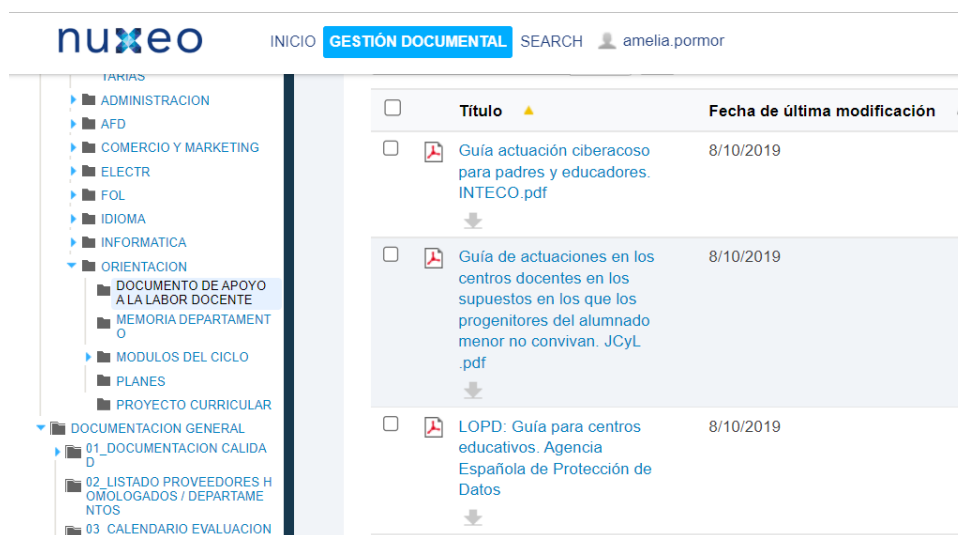 nuxeo
INICIO GESTIÓN DOCUMENTAL SEARCH amelia.pormor
TARIAS
ADMINISTRACION
AFD
COMERCIO Y MARKETING
ELECTR
FOL
IDIOMA
INFORMATICA
ORIENTACION
DOCUMENTO DE APOYO
A LA LABOR DOCENTE
MEMORIA DEPARTAMENT
O
MODULOS DEL CICLO
PLANES
PROYECTO CURRICULAR
DOCUMENTACION GENERAL
01_DOCUMENTACION CALIDA
D
02_LISTADO PROVEEDORES H
OMOLOGADOS / DEPARTAME
NTOS
03_CALENDARIO EVALUACION
Título Fecha de última modificación
Guía actuación ciberacoso 8/10/2019
para padres y educadores.
INTECO.pdf
Guía de actuaciones en los 8/10/2019
centros docentes en los
supuestos en los que los
progenitores del alumnado
menor no convivan. JCyL
.pdf
LOPD: Guía para centros 8/10/2019
educativos. Agencia
Española de Protección de
Datos